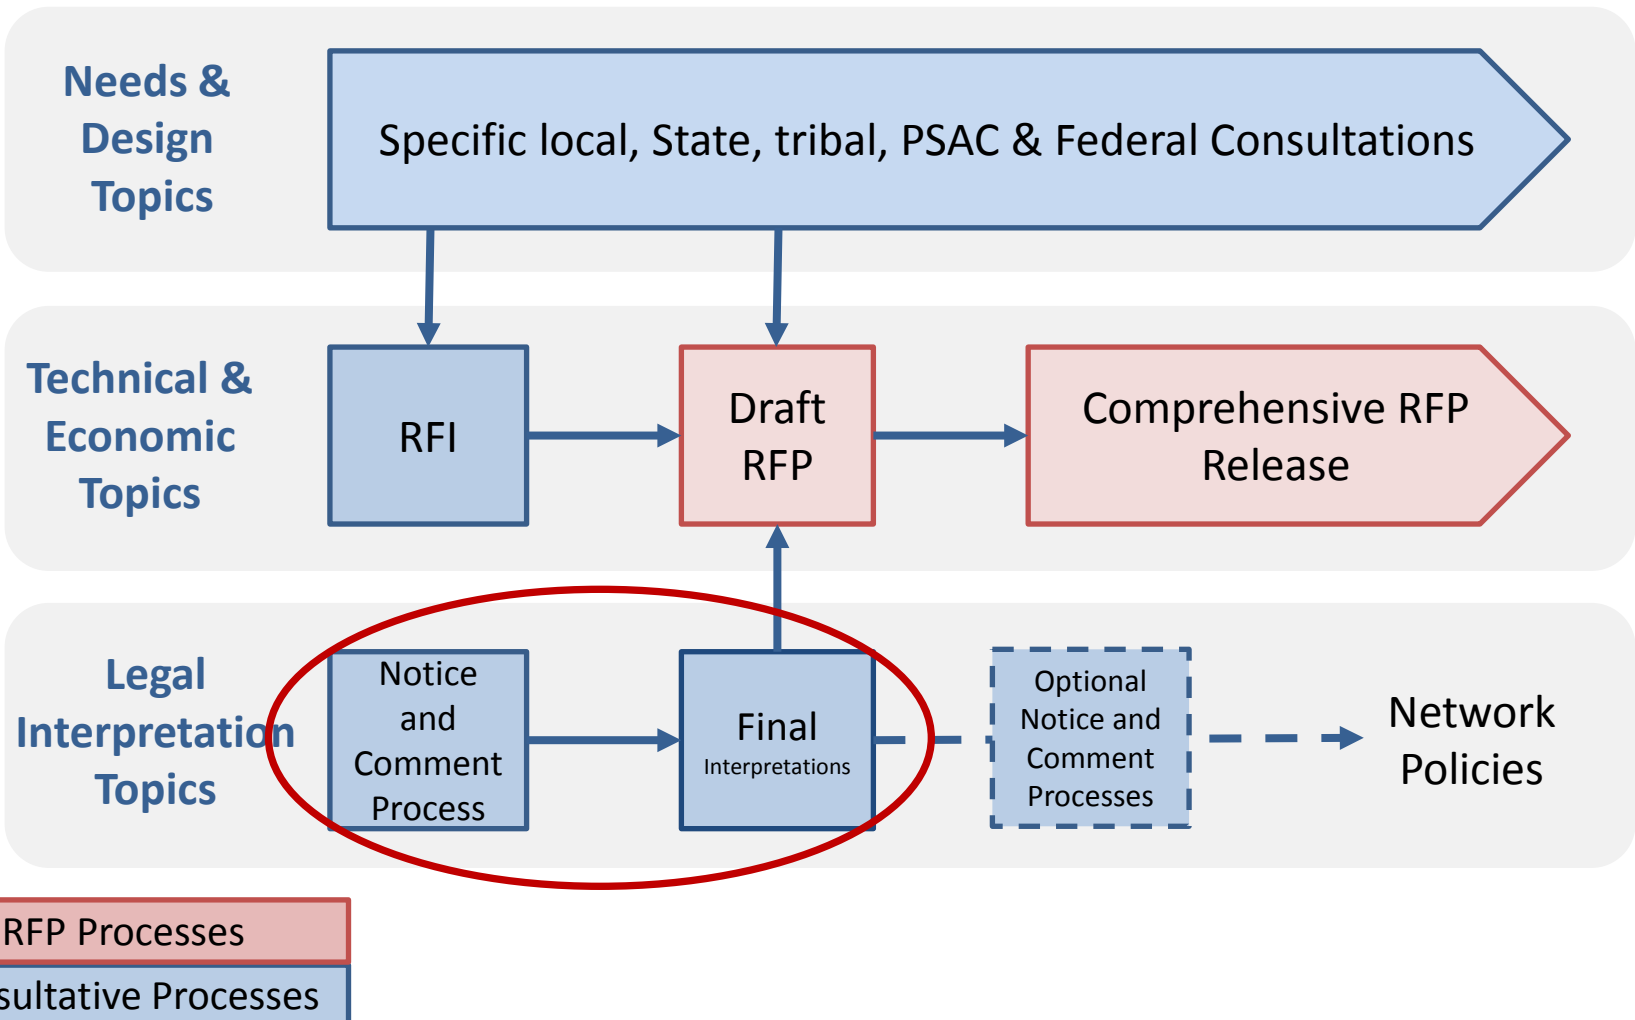 Needs &
Design
Topics
Specific local, State, tribal, PSAC & Federal Consultations
Technical &
Economic
Topics
RFI
Draft
RFP
Comprehensive RFP
Release
Legal
Interpretation
Topics
Notice
and
Comment
Process
Final
Interpretations
Optional
Notice and
Comment
Processes
Network
Policies
RFP Processes
sultative Processes